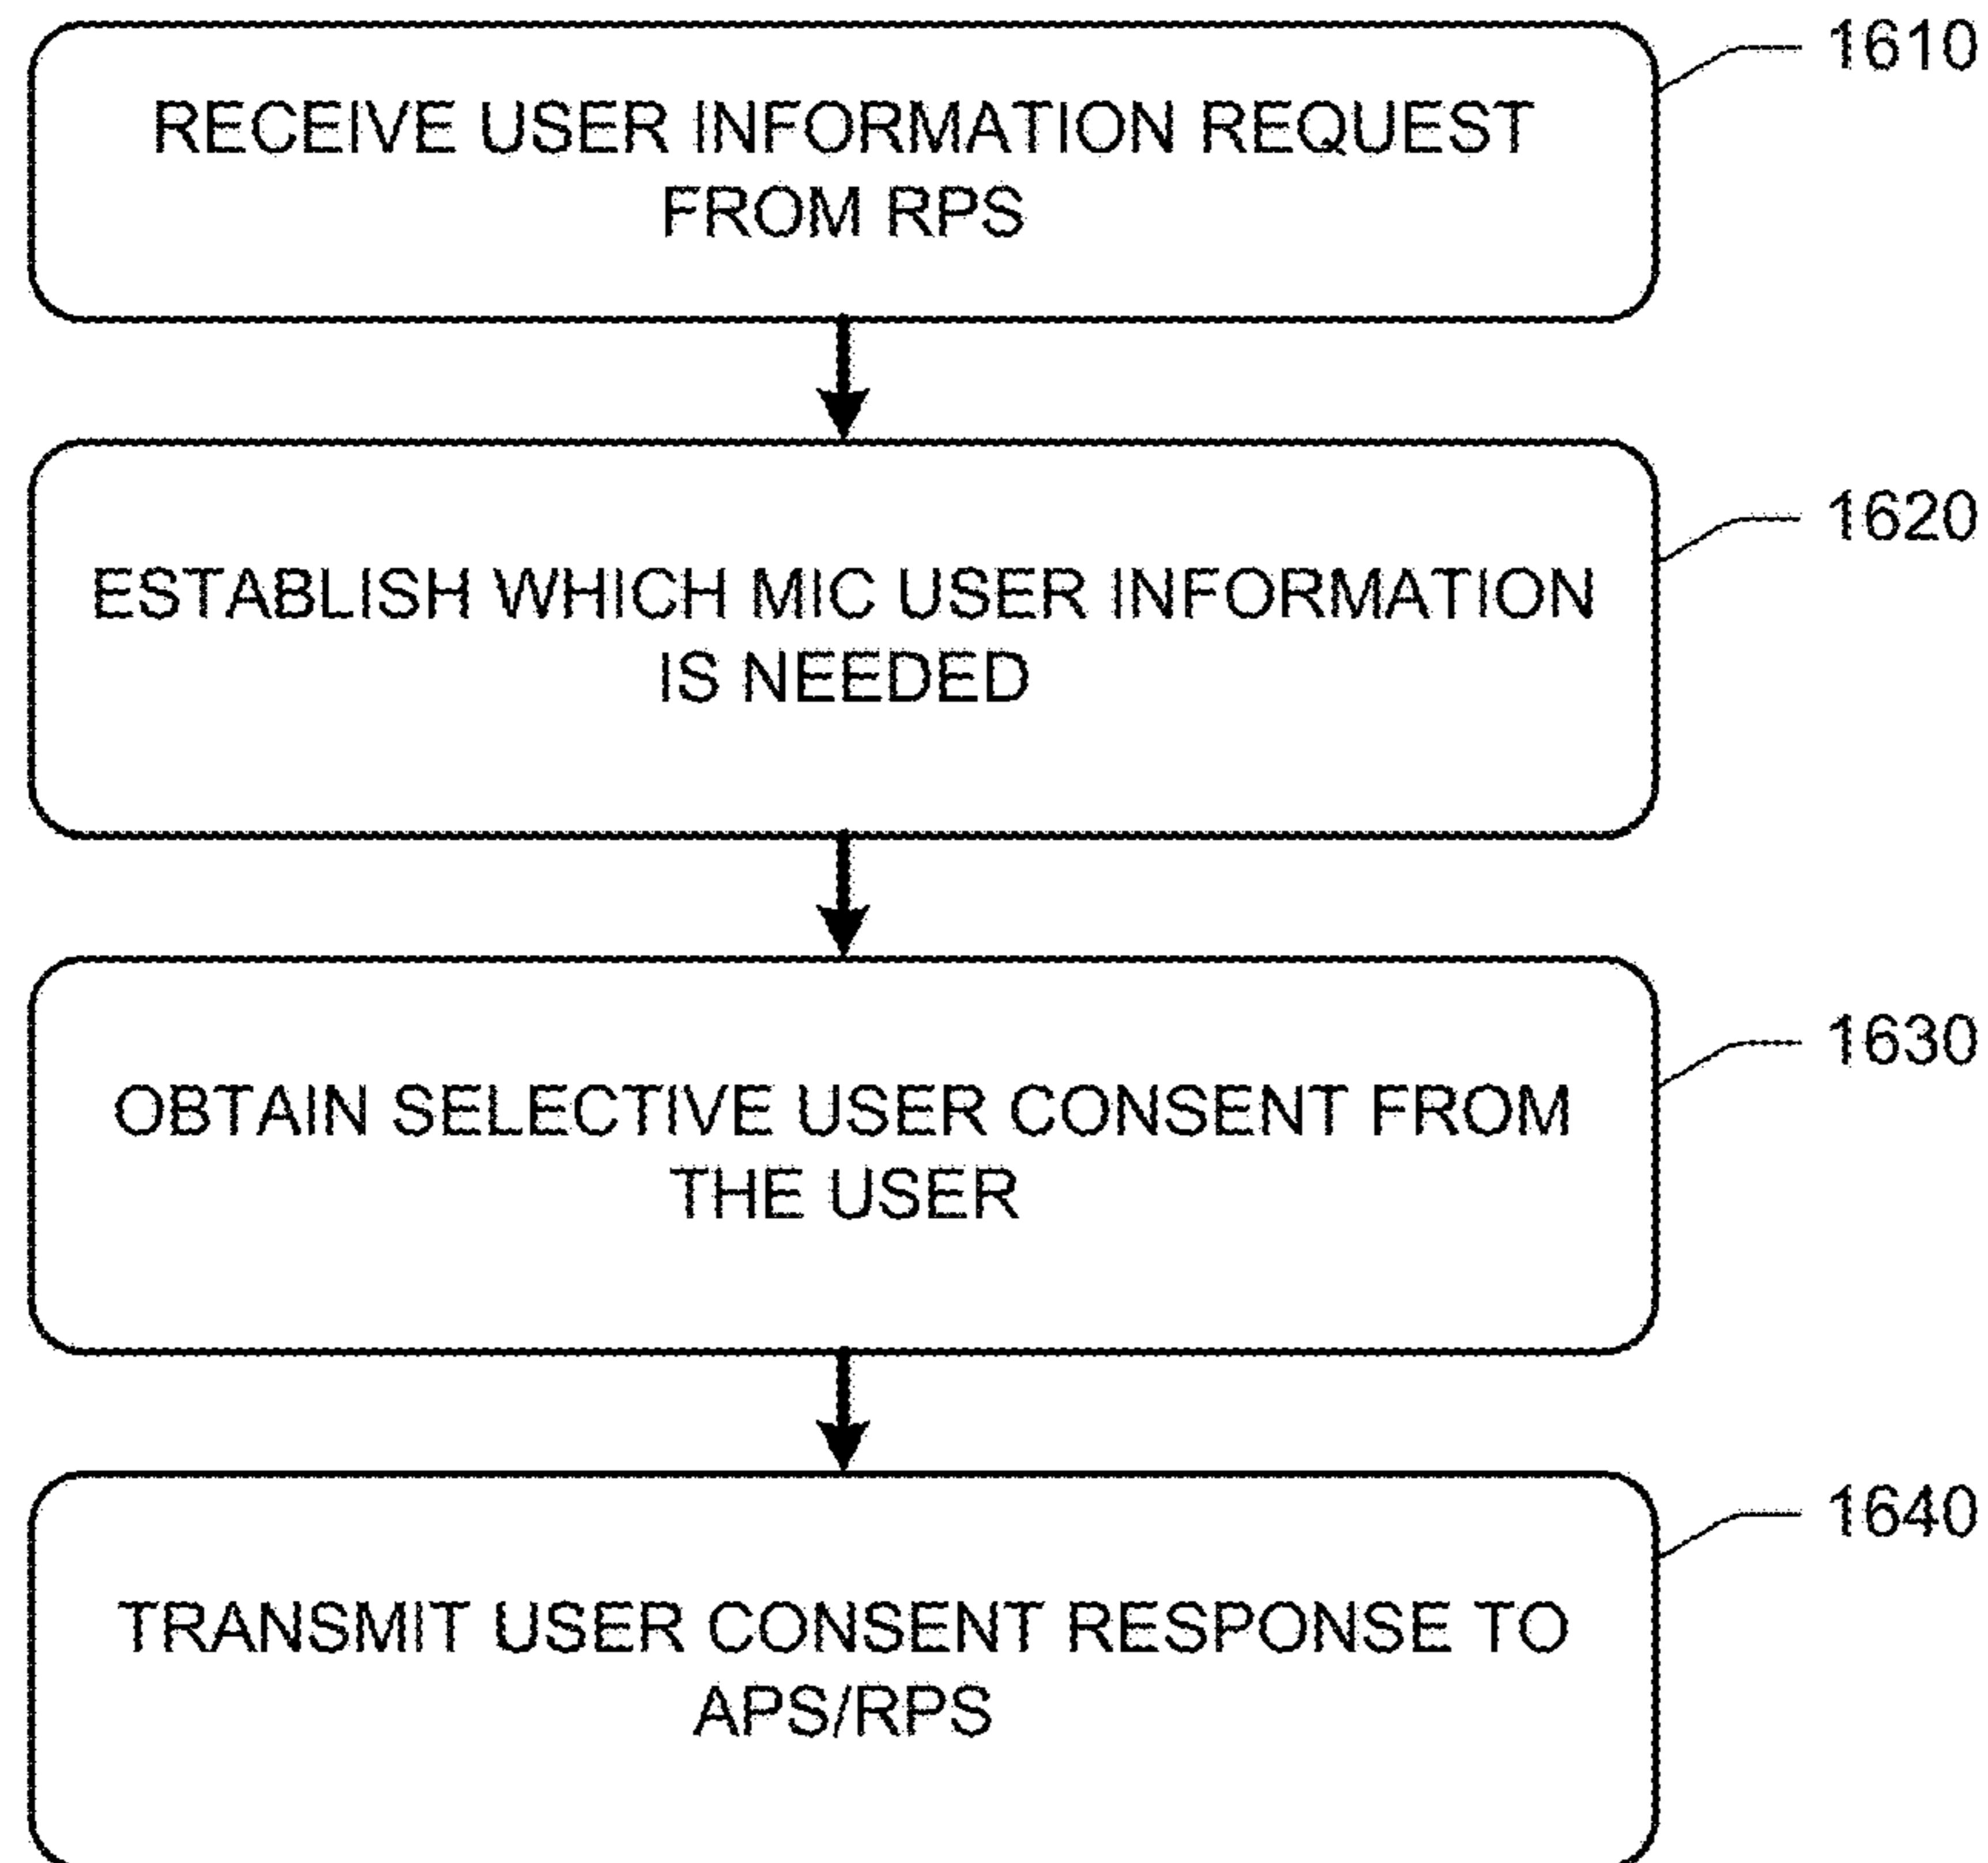 1610
RECEIVE USER INFORMATION REQUEST
FROM RPS
1620
ESTABLISH WHICH MIC USER INFORMATION
IS NEEDED
1630
OBTAIN SELECTIVE USER CONSENT FROM
THE USER
1640
TRANSMIT USER CONSENT RESPONSE TO
APS/RPS